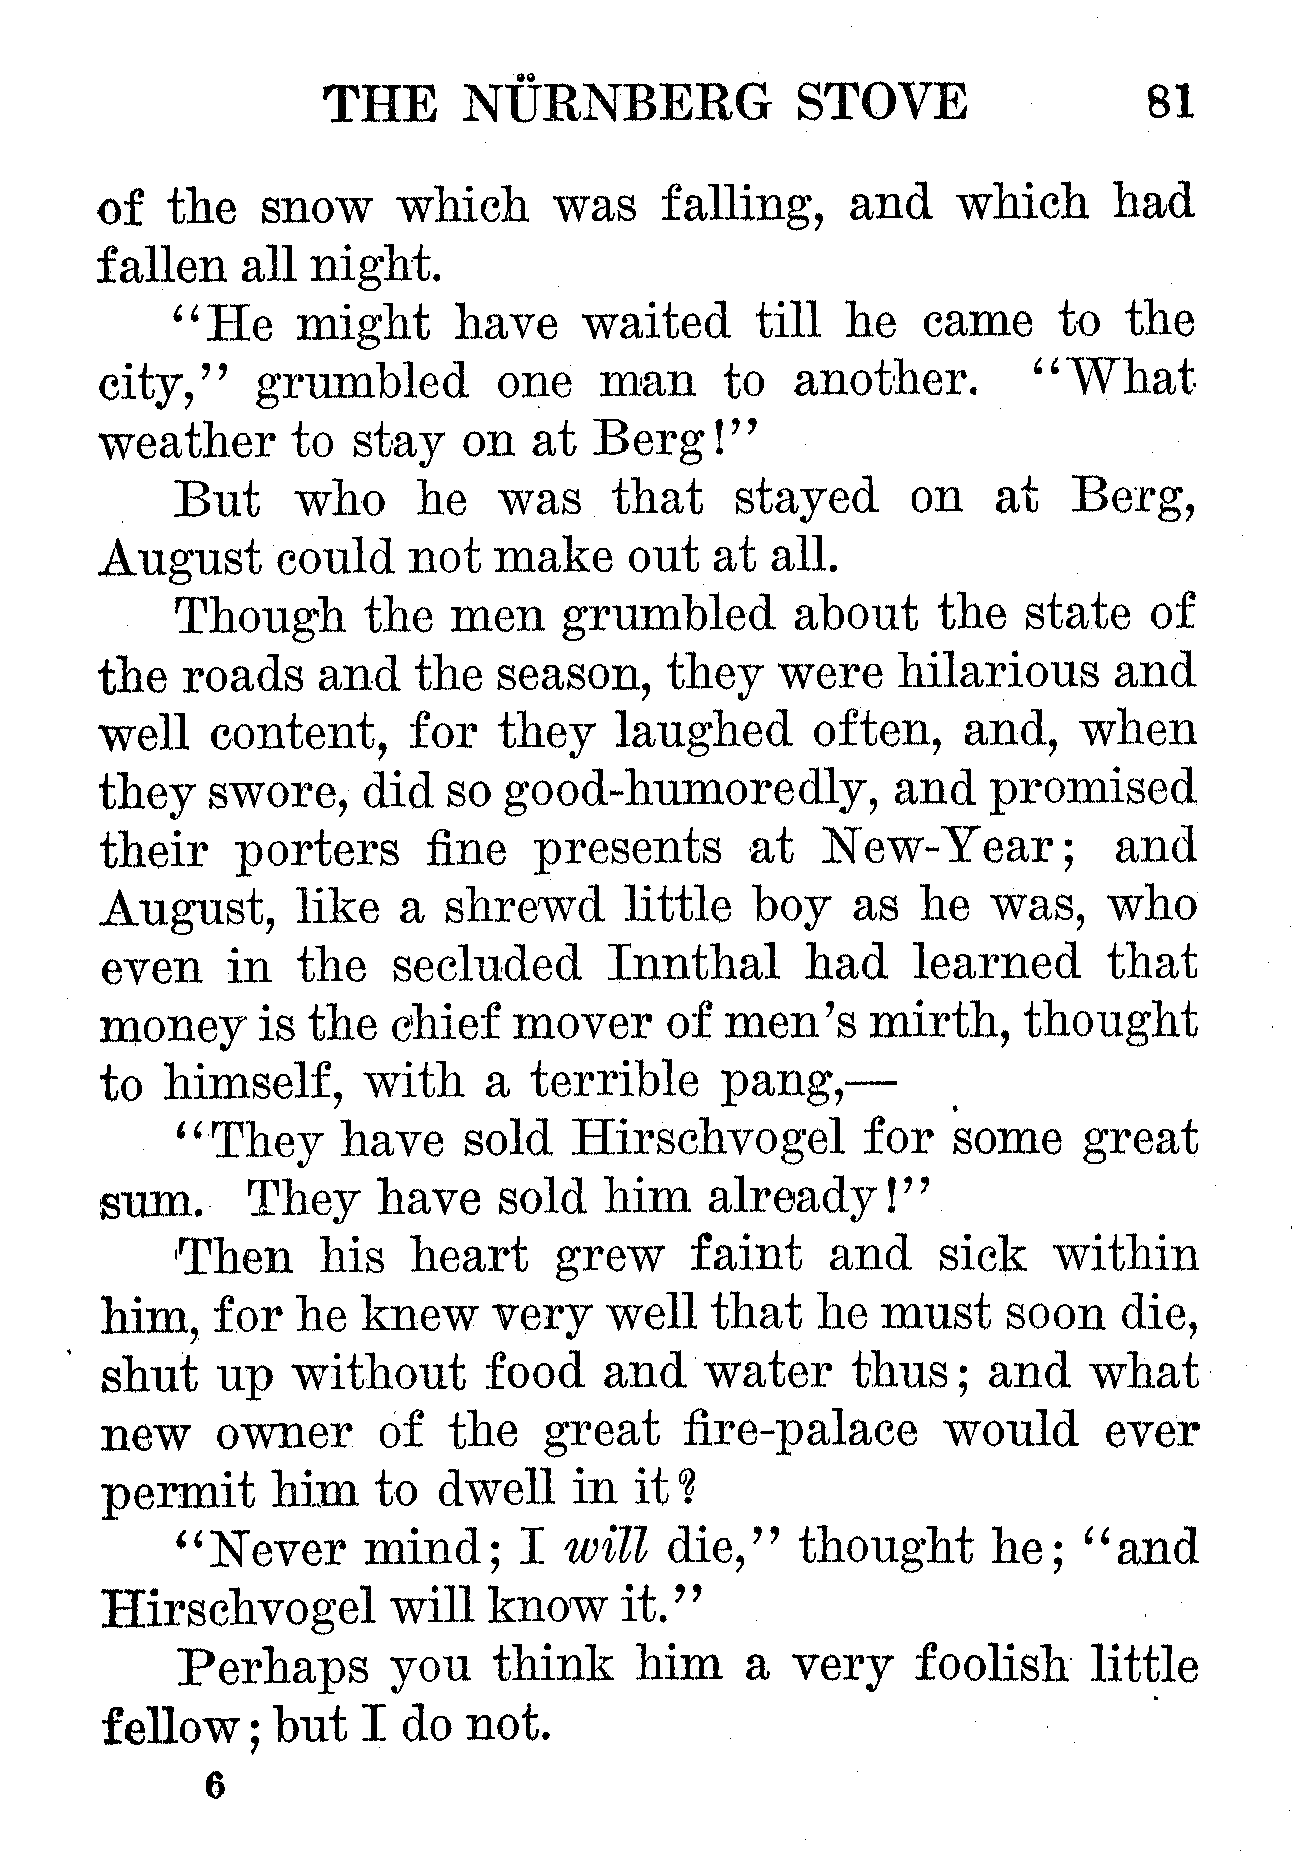 THE NÜRNBERG STOVE 81
of the snow which was falling, and which had
fallen all night.
"He might have waited till he came to the
city," grumbled one man to another. "What
weather to stay on at Berg!"
But who he was that stayed on at Berg,
August could not make out at all.
Though the men grumbled about the state of
the roads and the season, they were hilarious and
well content, for they laughed often, and, when
they swore, did so good-humoredly, and promised
their porters fine presents at New-Year; and
August, like a shrewd little boy as he was, who
even in the secluded Innthal had learned that
money is the chief mover of men's mirth, thought
to himself, with a terrible pang,—
"They have sold Hirschvogel for some great
sum. They have sold him already!"
Then his heart grew faint and sick within
him, for he knew very well that he must soon die,
shut up without food and water thus; and what
new owner of the great fire-palace would ever
permit him to dwell in it?
"Never mind; I will die," thought he; "and
Hirschvogel will know it."
Perhaps you think him a very foolish little
fellow; but I do not.
6